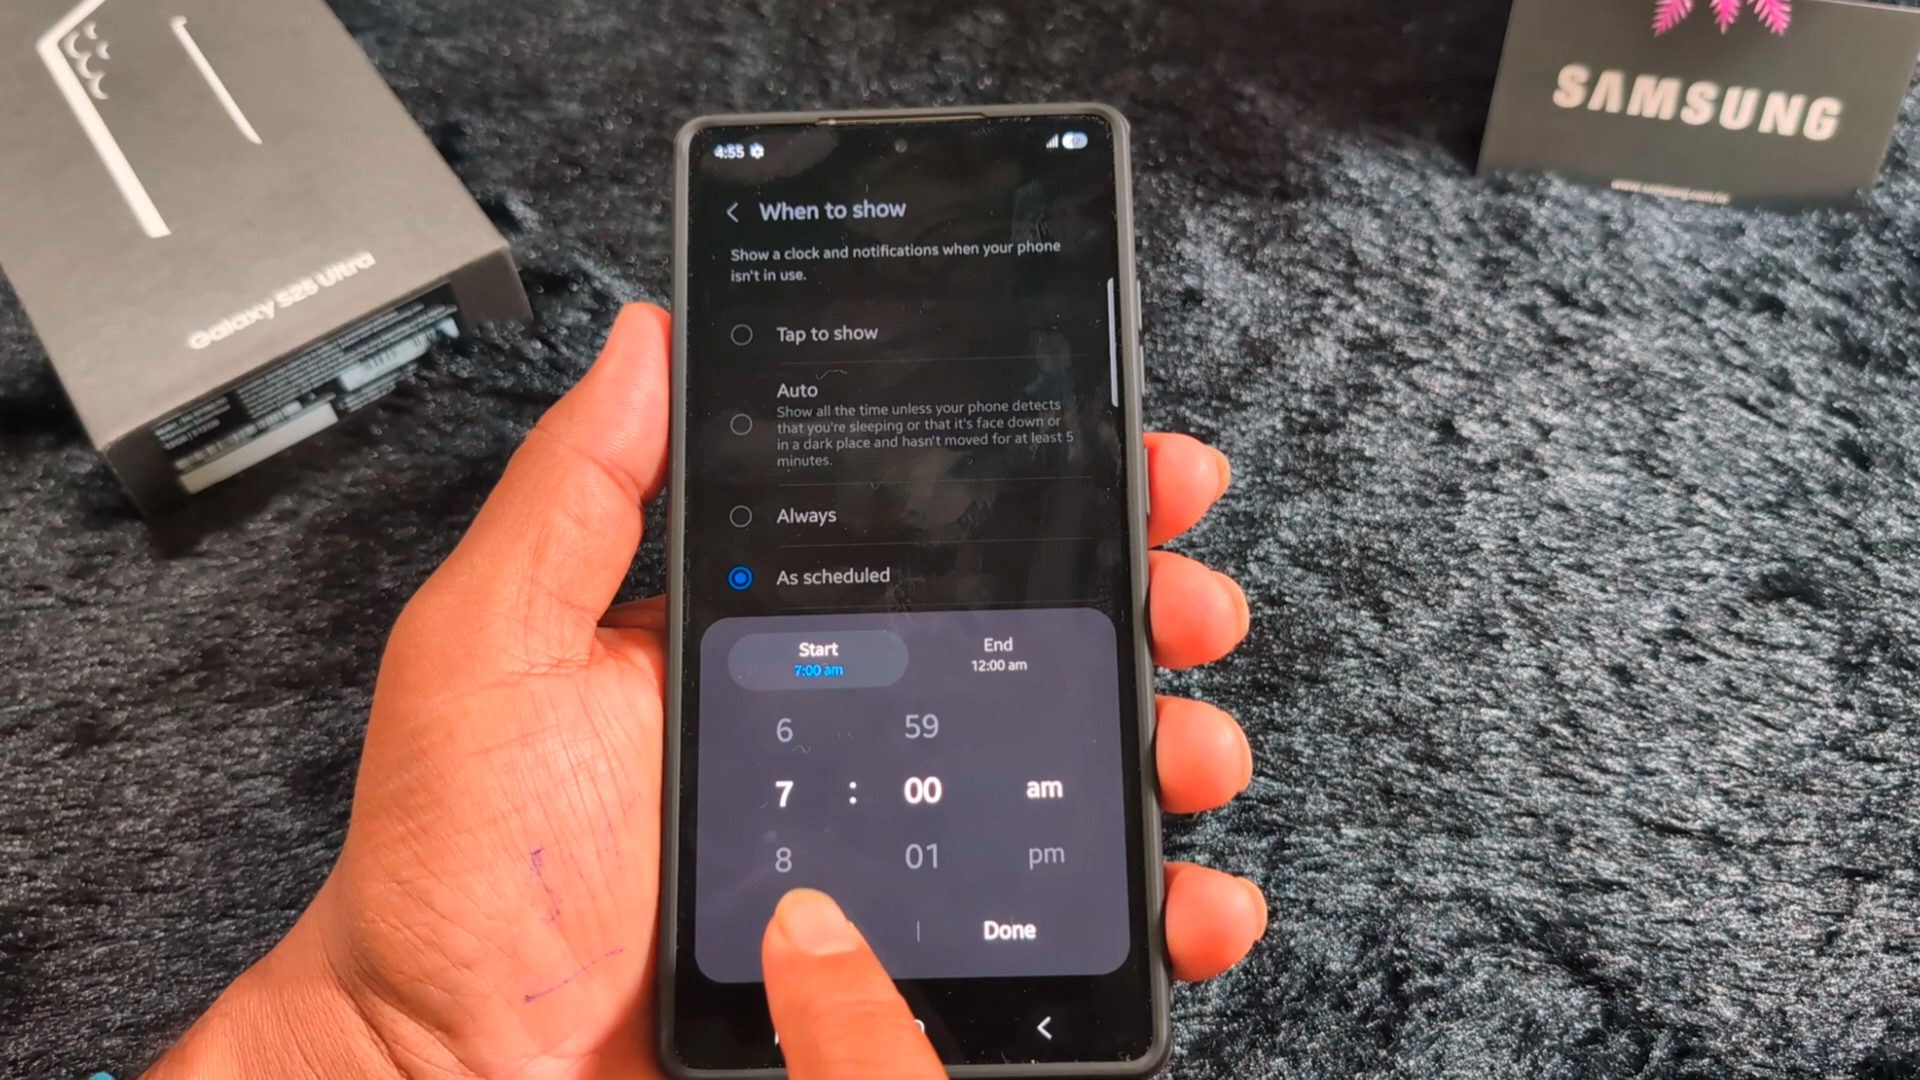 Galaxy S25 Ultra
SAMSUNG
4:55
When to show
Show a clock and notifications when your phone
isn't in use.
Tap to show
Auto
Show all the time unless your phone detects
that you're sleeping or that it's face down or
in a dark place and hasn't moved for at least 5
minutes.
Always
As scheduled
Start
7:00 am
End
12:00 am
6 59
7 : 00 am
8 01 pm
Done